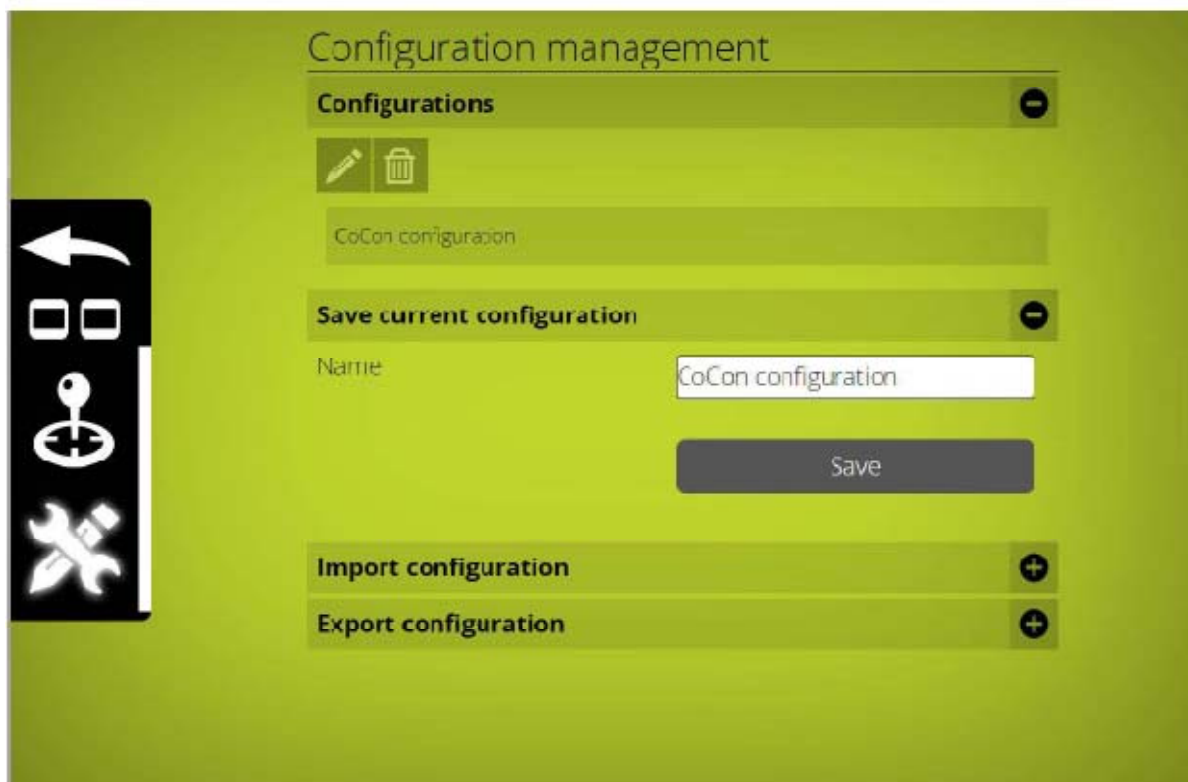 Configuration management
Configurations
CoCon configuration
Save current configuration
Name
CoCon configuration
Save
Import configuration
Export configuration